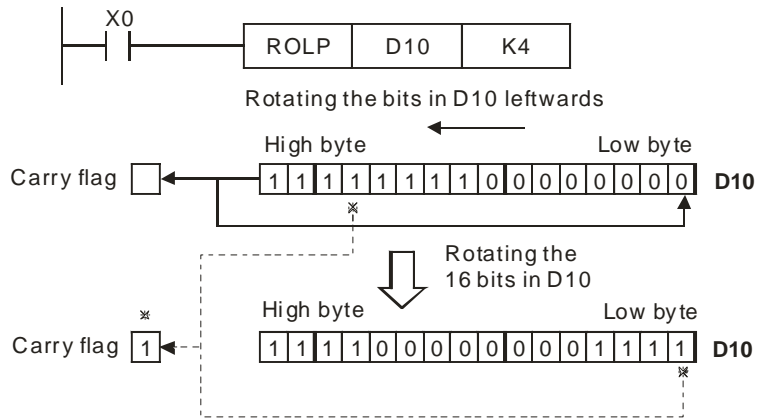 X0
ROLP D10 K4
Rotating the bits in D10 leftwards
High byte Low byte
Carry flag 1 1 1 1 1 1 1 1 0 0 0 0 0 0 0 0 D10
※
Rotating the
16 bits in D10
※ High byte Low byte
Carry flag 1 1 1 1 1 0 0 0 0 0 0 0 0 1 1 1 1 D10
※